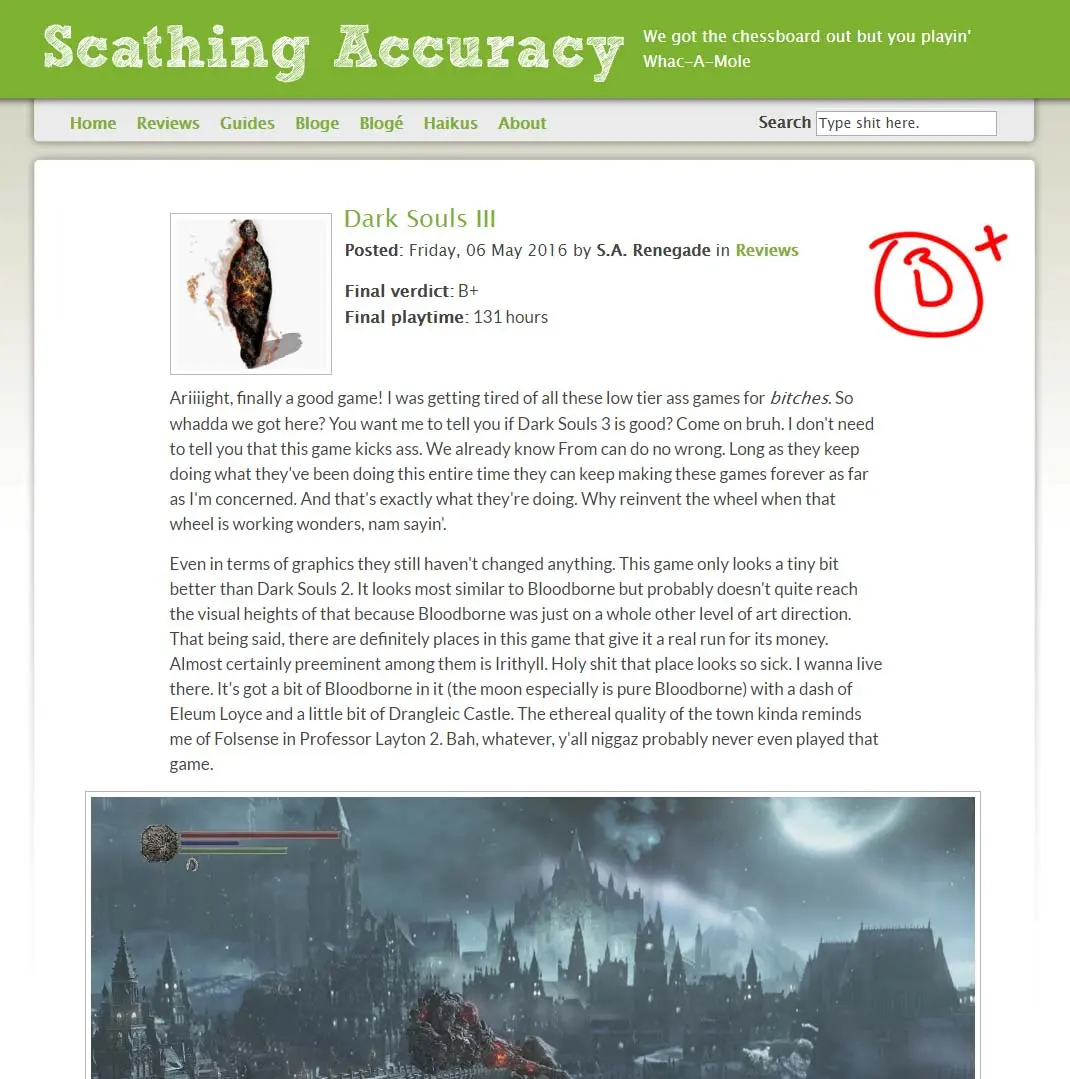 Scathing Accuracy
We got the chessboard out but you playin'
Whac-A-Mole
Home Reviews Guides Bloge Blogé Haikus About
Search Type shit here.
Dark Souls III
Posted: Friday, 06 May 2016 by S.A. Renegade in Reviews
B+
Final verdict: B+
Final playtime: 131 hours
Ariiiight, finally a good game! I was getting tired of all these low tier ass games for bitches. So
whadda we got here? You want me to tell you if Dark Souls 3 is good? Come on bruh. I don't need
to tell you that this game kicks ass. We already know From can do no wrong. Long as they keep
doing what they've been doing this entire time they can keep making these games forever as far
as I'm concerned. And that's exactly what they're doing. Why reinvent the wheel when that
wheel is working wonders, nam sayin'.
Even in terms of graphics they still haven't changed anything. This game only looks a tiny bit
better than Dark Souls 2. It looks most similar to Bloodborne but probably doesn't quite reach
the visual heights of that because Bloodborne was just on a whole other level of art direction.
That being said, there are definitely places in this game that give it a real run for its money.
Almost certainly preeminent among them is Irithyll. Holy shit that place looks so sick. I wanna live
there. It's got a bit of Bloodborne in it (the moon especially is pure Bloodborne) with a dash of
Eleum Loyce and a little bit of Drangleic Castle. The ethereal quality of the town kinda reminds
me of Folsense in Professor Layton 2. Bah, whatever, y'all niggaz probably never even played that
game.